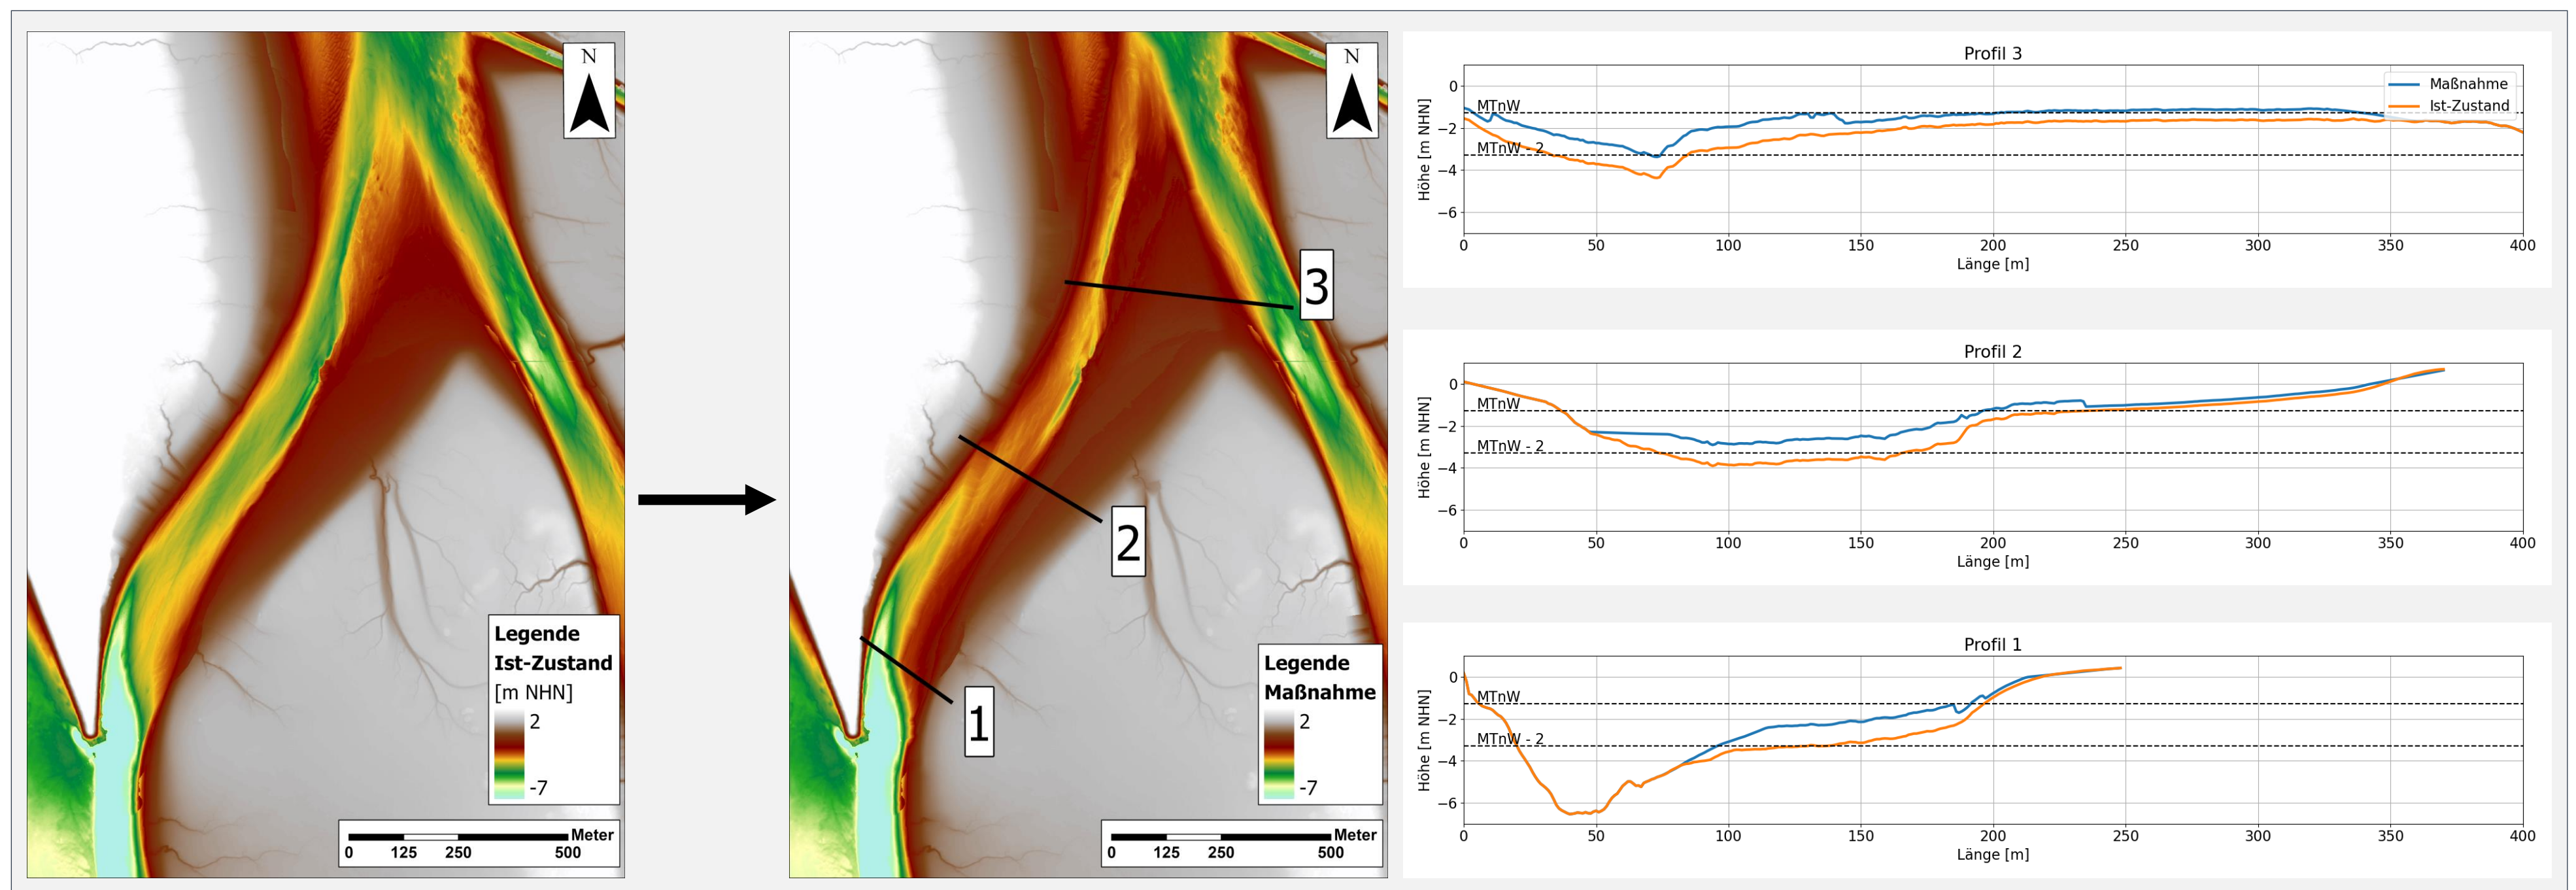 N
Legende
Ist-Zustand
[m NHN]
2
-7
Meter
0 125 250 500
N
3
2
1
Legende
Maßnahme
2
-7
Meter
0 125 250 500
Profil 3
Höhe [m NHN]
0
−2
−4
−6
MTnW
MTnW - 2
Maßnahme
Ist-Zustand
0 50 100 150 200 250 300 350 400
Länge [m]
Profil 2
Höhe [m NHN]
0
−2
−4
−6
MTnW
MTnW - 2
0 50 100 150 200 250 300 350 400
Länge [m]
Profil 1
Höhe [m NHN]
0
−2
−4
−6
MTnW
MTnW - 2
0 50 100 150 200 250 300 350 400
Länge [m]